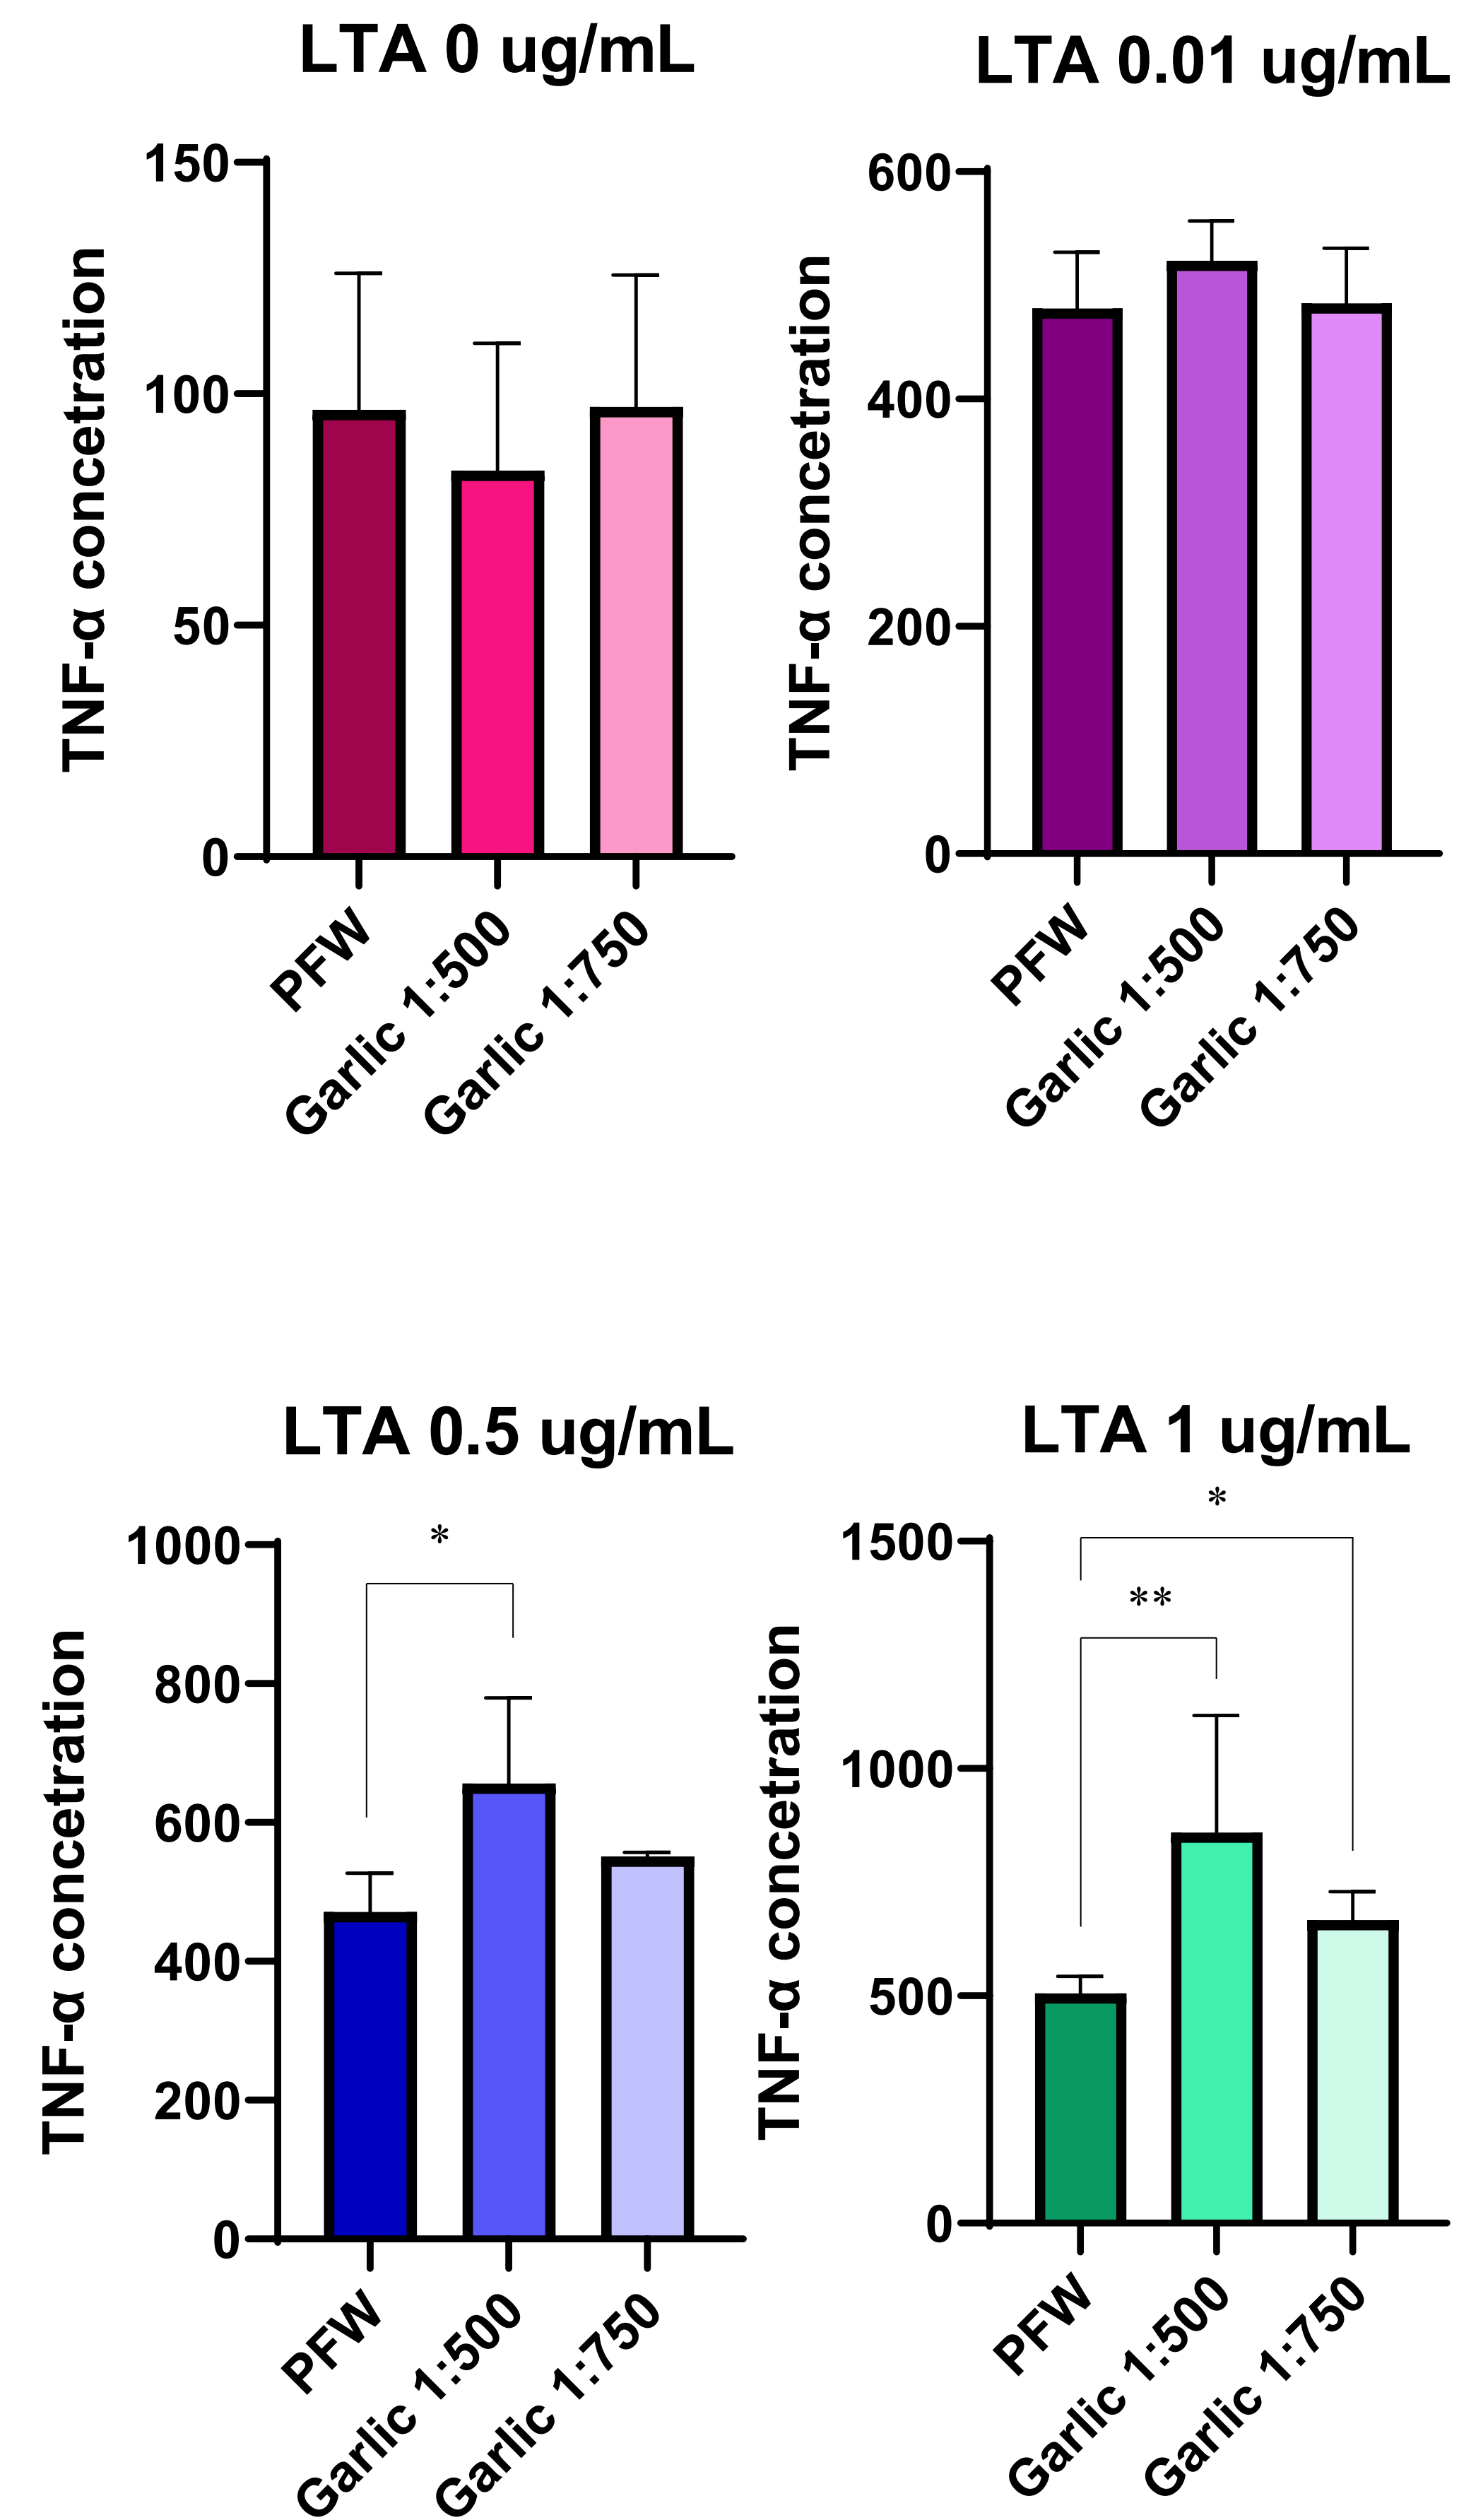 LTA 0 ug/mL
TNF-α concetration
150
100
50
0
PFW
Garlic 1:500
Garlic 1:750
LTA 0.01 ug/mL
TNF-α concetration
600
400
200
0
PFW
Garlic 1:500
Garlic 1:750
LTA 0.5 ug/mL
TNF-α concetration
1000
800
600
400
200
0
*
PFW
Garlic 1:500
Garlic 1:750
LTA 1 ug/mL
TNF-α concetration
1500
1000
500
0
*
**
PFW
Garlic 1:500
Garlic 1:750